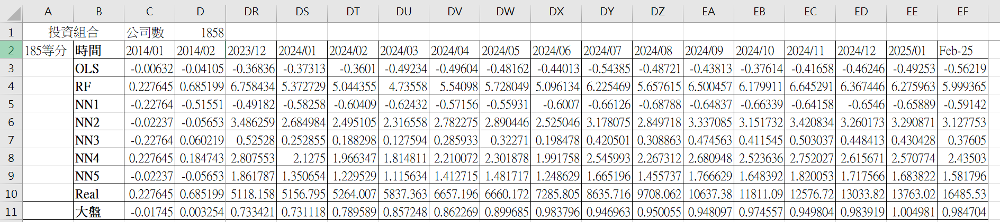 A B C D DR DS DT DU DV DW DX DY DZ EA EB EC ED EE EF
1 投資組合 公司數 1858
2 185等分 時間 2014/01 2014/02 2023/12 2024/01 2024/02 2024/03 2024/04 2024/05 2024/06 2024/07 2024/08 2024/09 2024/10 2024/11 2024/12 2025/01 Feb-25
3 OLS -0.00632 -0.04105 -0.36836 -0.37313 -0.3601 -0.49234 -0.49604 -0.48162 -0.44013 -0.54385 -0.48721 -0.43813 -0.37614 -0.41658 -0.46246 -0.49253 -0.56219
4 RF 0.227645 0.685199 6.758434 5.372729 5.044355 4.73558 5.54098 5.728049 5.096134 6.225469 5.657615 6.500457 6.179911 6.645291 6.367446 6.275963 5.999365
5 NN1 -0.22764 -0.51551 -0.49182 -0.58258 -0.60409 -0.62432 -0.57156 -0.55931 -0.6007 -0.66126 -0.68788 -0.64837 -0.66339 -0.64158 -0.6546 -0.65889 -0.59142
6 NN2 -0.02237 -0.05653 3.486259 2.684984 2.495105 2.316558 2.782275 2.890446 2.525046 3.178075 2.849718 3.337085 3.151732 3.420834 3.260173 3.290871 3.127753
7 NN3 -0.22764 0.060219 0.52528 0.252855 0.188298 0.127594 0.285933 0.32271 0.198478 0.420501 0.308863 0.474563 0.411545 0.503037 0.448413 0.430428 0.37605
8 NN4 0.227645 0.184743 2.807553 2.1275 1.966347 1.814811 2.210072 2.301878 1.991758 2.545993 2.267312 2.680948 2.523636 2.752027 2.615671 2.570774 2.43503
9 NN5 -0.02237 -0.05653 1.861787 1.350654 1.229529 1.115634 1.412715 1.481717 1.248629 1.665196 1.455737 1.766629 1.648392 1.820053 1.717566 1.683822 1.581796
10 Real 0.227645 0.685199 5118.158 5156.795 5264.007 5837.363 6657.196 6660.172 7285.805 8635.716 9708.062 10637.38 11811.09 12576.72 13033.82 13763.02 16485.53
11 大盤 -0.01745 0.003254 0.733421 0.731118 0.789589 0.857248 0.862269 0.899685 0.983796 0.946963 0.950055 0.948097 0.974557 0.949804 0.983919 1.004981 0.984704